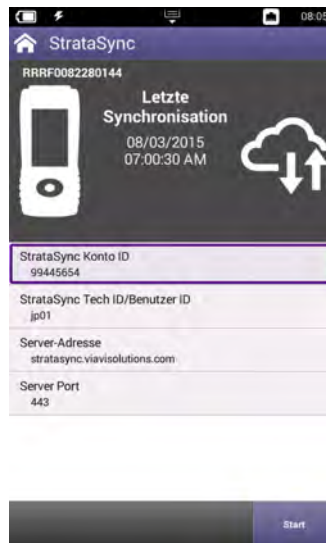 08:05
StrataSync
RRRF0082280144
Letzte
Synchronisation
08/03/2015
07:00:30 AM
StrataSync Konto ID
99445654
StrataSync Tech ID/Benutzer ID
jp01
Server-Adresse
stratasync.viavisolutions.com
Server Port
443
Start